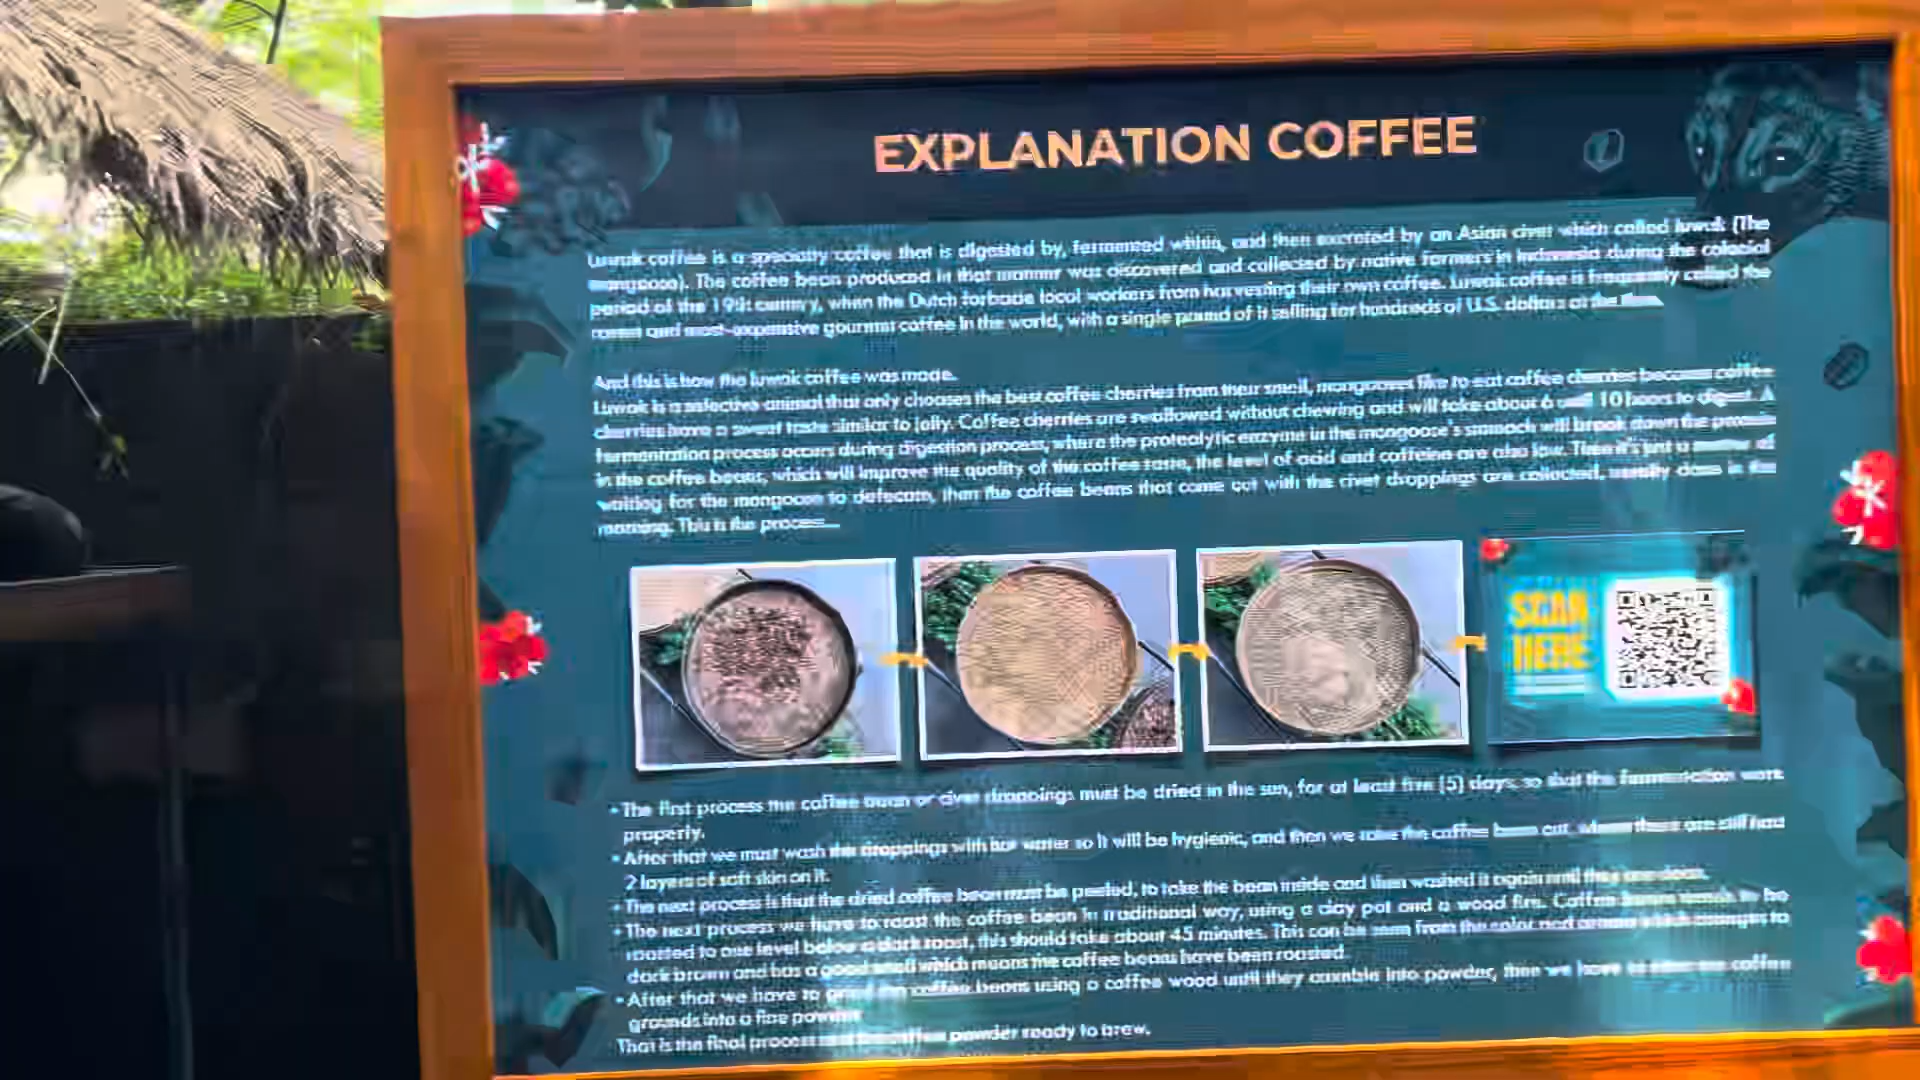 EXPLANATION COFFEE
Luwak coffee is a specialty coffee that is digested by, fermented within, and then excreted by an Asian civet which called luwak (The
mongoose). The coffee bean produced in that manner was discovered and collected by native farmers in Indonesia during the colonial
period of the 19th century, when the Dutch forbade local workers from harvesting their own coffee. Luwak coffee is frequently called the
rarest and most-expensive gourmet coffee in the world, with a single pound of it selling for hundreds of U.S. dollars at the
And this is how the luwak coffee was made.
Luwak is a selective animal that only chooses the best coffee cherries from their smell, mongooses like to eat coffee cherries because coffee
cherries have a sweet taste similar to jelly. Coffee cherries are swallowed without chewing and will take about 6 until 10 hours to digest. A
fermentation process occurs during digestion process, where the proteolytic enzyme in the mongoose's stomach will break down the protein
in the coffee beans, which will improve the quality of the coffee taste, the level of acid and caffeine are also low. Then it's just a matter of
waiting for the mongoose to defecate, then the coffee beans that come out with the civet droppings are collected, usually done in the
morning. This is the process
SCAN
HERE
• The first process the coffee bean or civet droppings must be dried in the sun, for at least five (5) days, so that the fermentation work
properly.
• After that we must wash the droppings with hot water so it will be hygienic, and then we take the coffee bean out, where there are still had
2 layers of soft skin on it.
• The next process is that the dried coffee bean must be peeled, to take the bean inside and then washed it again until they are clean.
• The next process we have to roast the coffee bean in traditional way, using a clay pot and a wood fire. Coffee beans needs to be
roasted to one level below a dark roast, this should take about 45 minutes. This can be seen from the color and aroma which changes to
dark brown and has a good smell which means the coffee beans have been roasted.
• After that we have to grind the coffee beans using a coffee wood until they crumble into powder, then we have to the coffee
grounds into a fine powder
That is the final process coffee powder ready to brew.